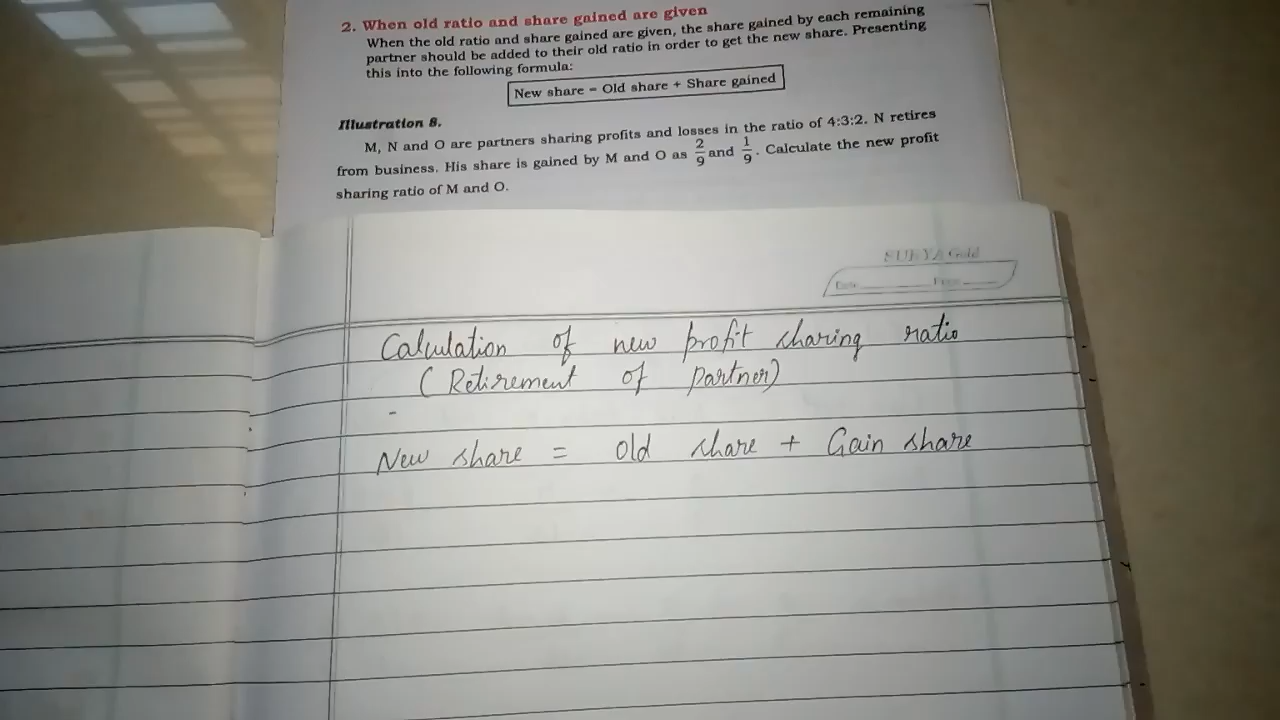 2. When old ratio and share gained are given
When the old ratio and share gained are given, the share gained by each remaining
partner should be added to their old ratio in order to get the new share. Presenting
this into the following formula:
New share = Old share + Share gained
Illustration 8.
M, N and O are partners sharing profits and losses in the ratio of 4:3:2. N retires
from business. His share is gained by M and O as 2/9 and 1/9. Calculate the new profit
sharing ratio of M and O.
SURYA Gold
Date Page
Calculation of new profit sharing ratio
(Retirement of partner)
New share = Old share + Gain share